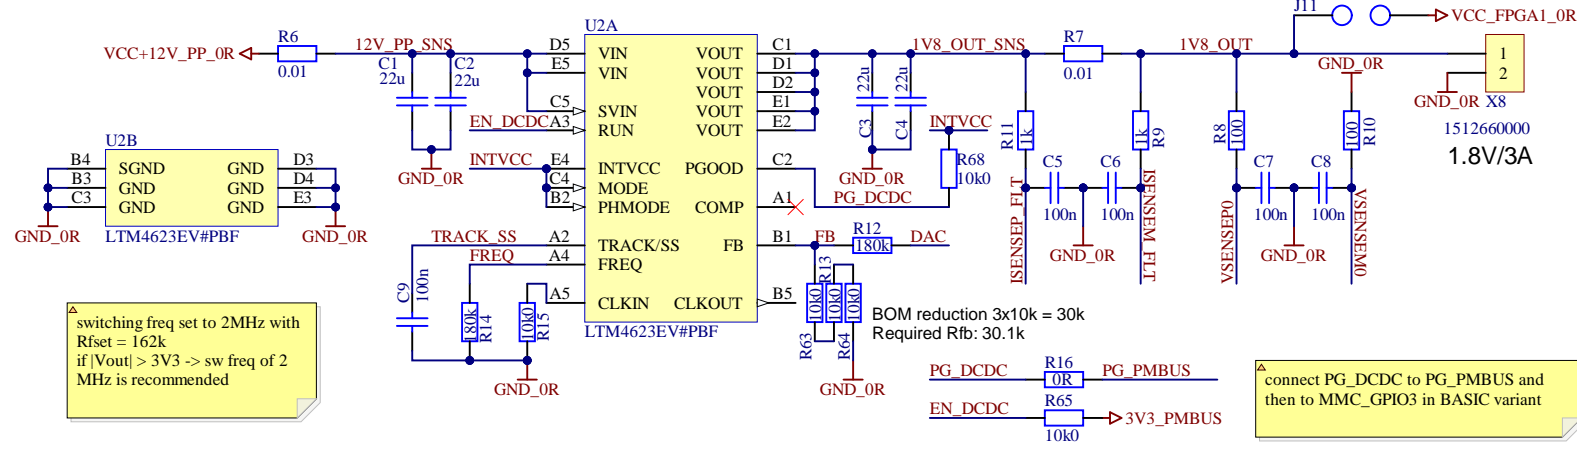 J11
VCC_FPGA1_0R
U2A
R6
VCC+12V_PP_0R
0.01
12V_PP_SNS
C1
22u
C2
22u
GND_0R
D5
E5
C5
EN_DCDC
A3
INTVCC
E4
C4
B2
TRACK_SS
A2
FREQ
A4
A5
VIN
VIN
SVIN
RUN
INTVCC
MODE
PHMODE
TRACK/SS
FREQ
CLKIN
VOUT
VOUT
VOUT
VOUT
VOUT
PGOOD
COMP
FB
CLKOUT
LTM4623EV#PBF
C1
D1
D2
E1
E2
C2
A1
B1
B5
C3
22u
C4
22u
GND_0R
1V8_OUT_SNS
INTVCC
R68
10k0
PG_DCDC
R7
0.01
1V8_OUT
R11
1k
R9
1k
C5
100n
C6
100n
GND_0R
ISENSEP_FLT
ISENSEM_FLT
R8
100
GND_0R
R10
100
C7
100n
C8
100n
GND_0R
VSENSEP0
VSENSEM0
1
2
GND_0R
X8
1512660000
1.8V/3A
U2B
B4
B3
C3
SGND
GND
GND
GND
GND
GND
D3
D4
E3
GND_0R
LTM4623EV#PBF
GND_0R
C9
100n
180k
R14
10k0
R15
GND_0R
FB
R12
180k
DAC
R13
10k0
10k0
10k0
R63
R64
GND_0R
BOM reduction 3x10k = 30k
Required Rfb: 30.1k
switching freq set to 2MHz with
Rfset = 162k
if |Vout| > 3V3 -> sw freq of 2
MHz is recommended
PG_DCDC
R16
0R
PG_PMBUS
EN_DCDC
R65
10k0
3V3_PMBUS
connect PG_DCDC to PG_PMBUS and
then to MMC_GPIO3 in BASIC variant